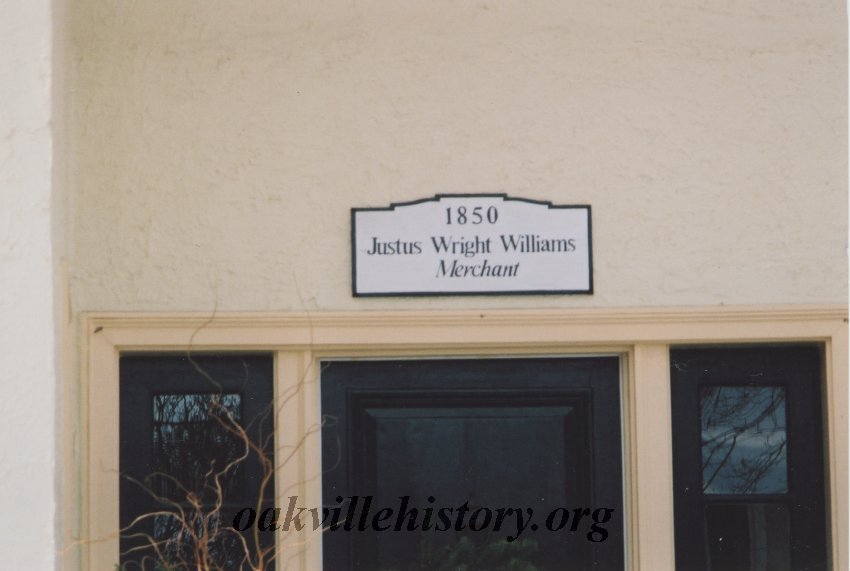 1850
Justus Wright Williams
Merchant
oakvillehistory.org